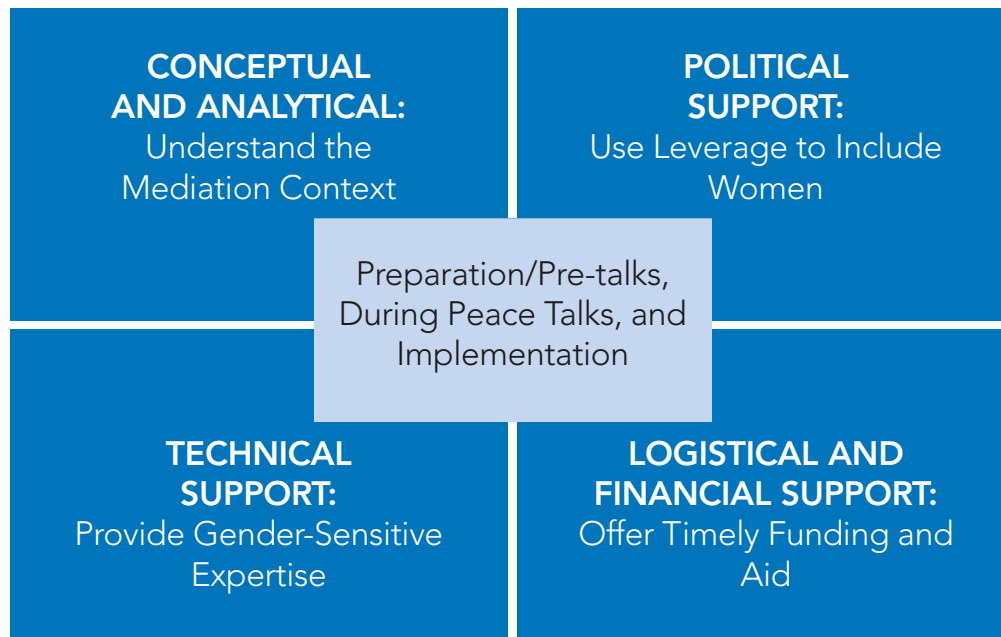 CONCEPTUAL
AND ANALYTICAL:
Understand the
Mediation Context
POLITICAL
SUPPORT:
Use Leverage to Include
Women
Preparation/Pre-talks,
During Peace Talks, and
Implementation
TECHNICAL
SUPPORT:
Provide Gender-Sensitive
Expertise
LOGISTICAL AND
FINANCIAL SUPPORT:
Offer Timely Funding and
Aid